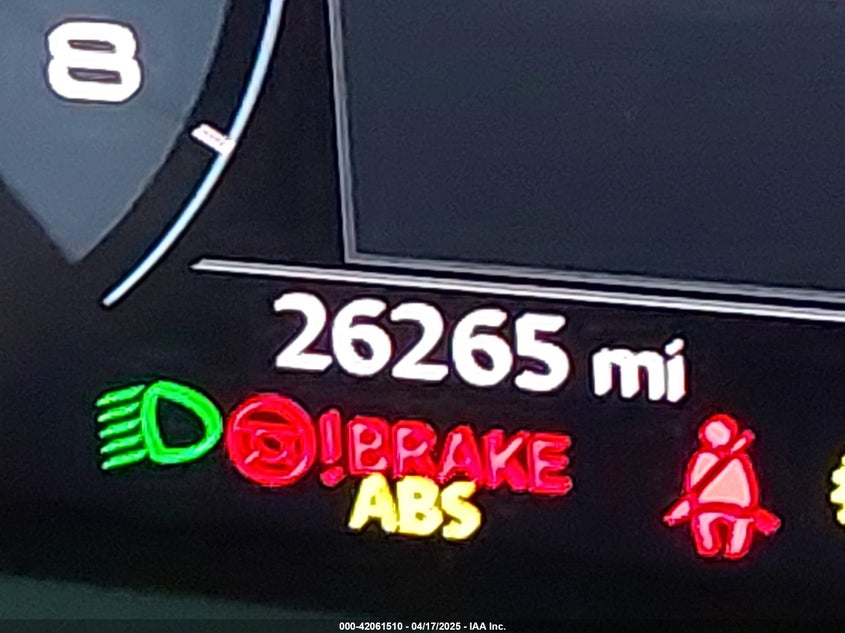 8
26265 mi
! BRAKE
ABS
000-42061510 - 04/17/2025 - IAA Inc.